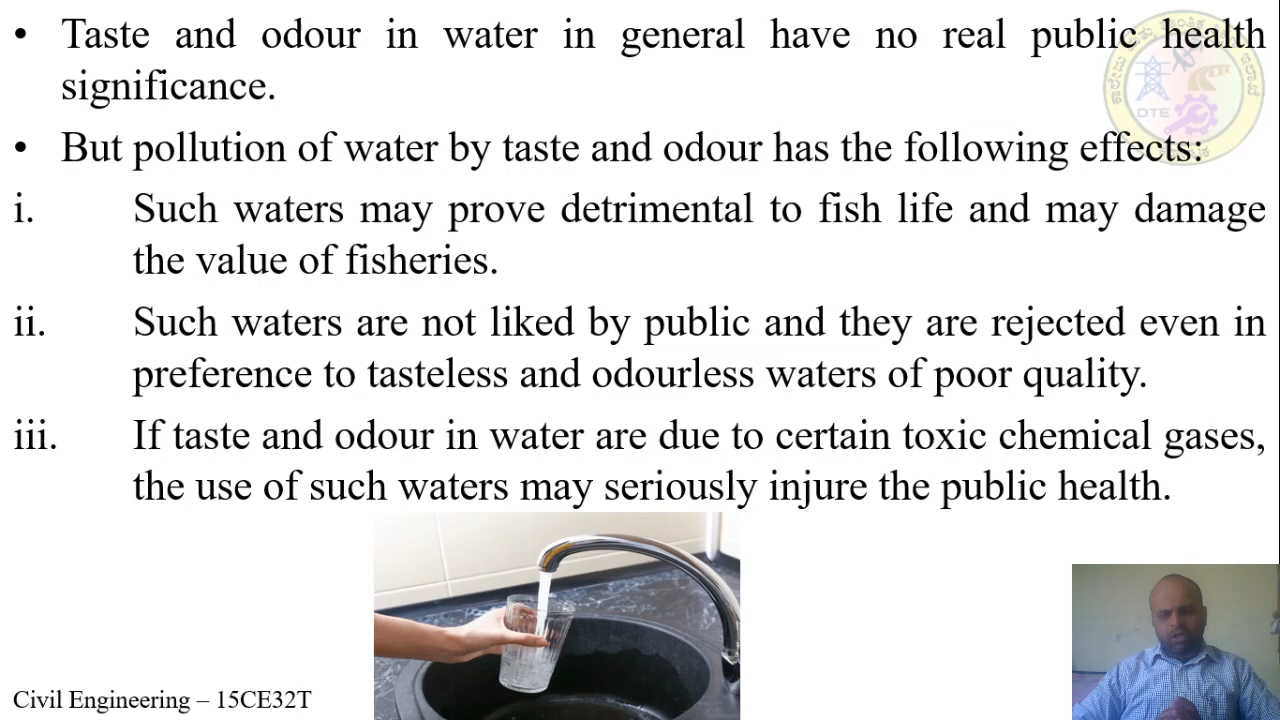 • Taste and odour in water in general have no real public health
significance.
• But pollution of water by taste and odour has the following effects:
i. Such waters may prove detrimental to fish life and may damage
the value of fisheries.
ii. Such waters are not liked by public and they are rejected even in
preference to tasteless and odourless waters of poor quality.
iii. If taste and odour in water are due to certain toxic chemical gases,
the use of such waters may seriously injure the public health.
DTE
Civil Engineering – 15CE32T